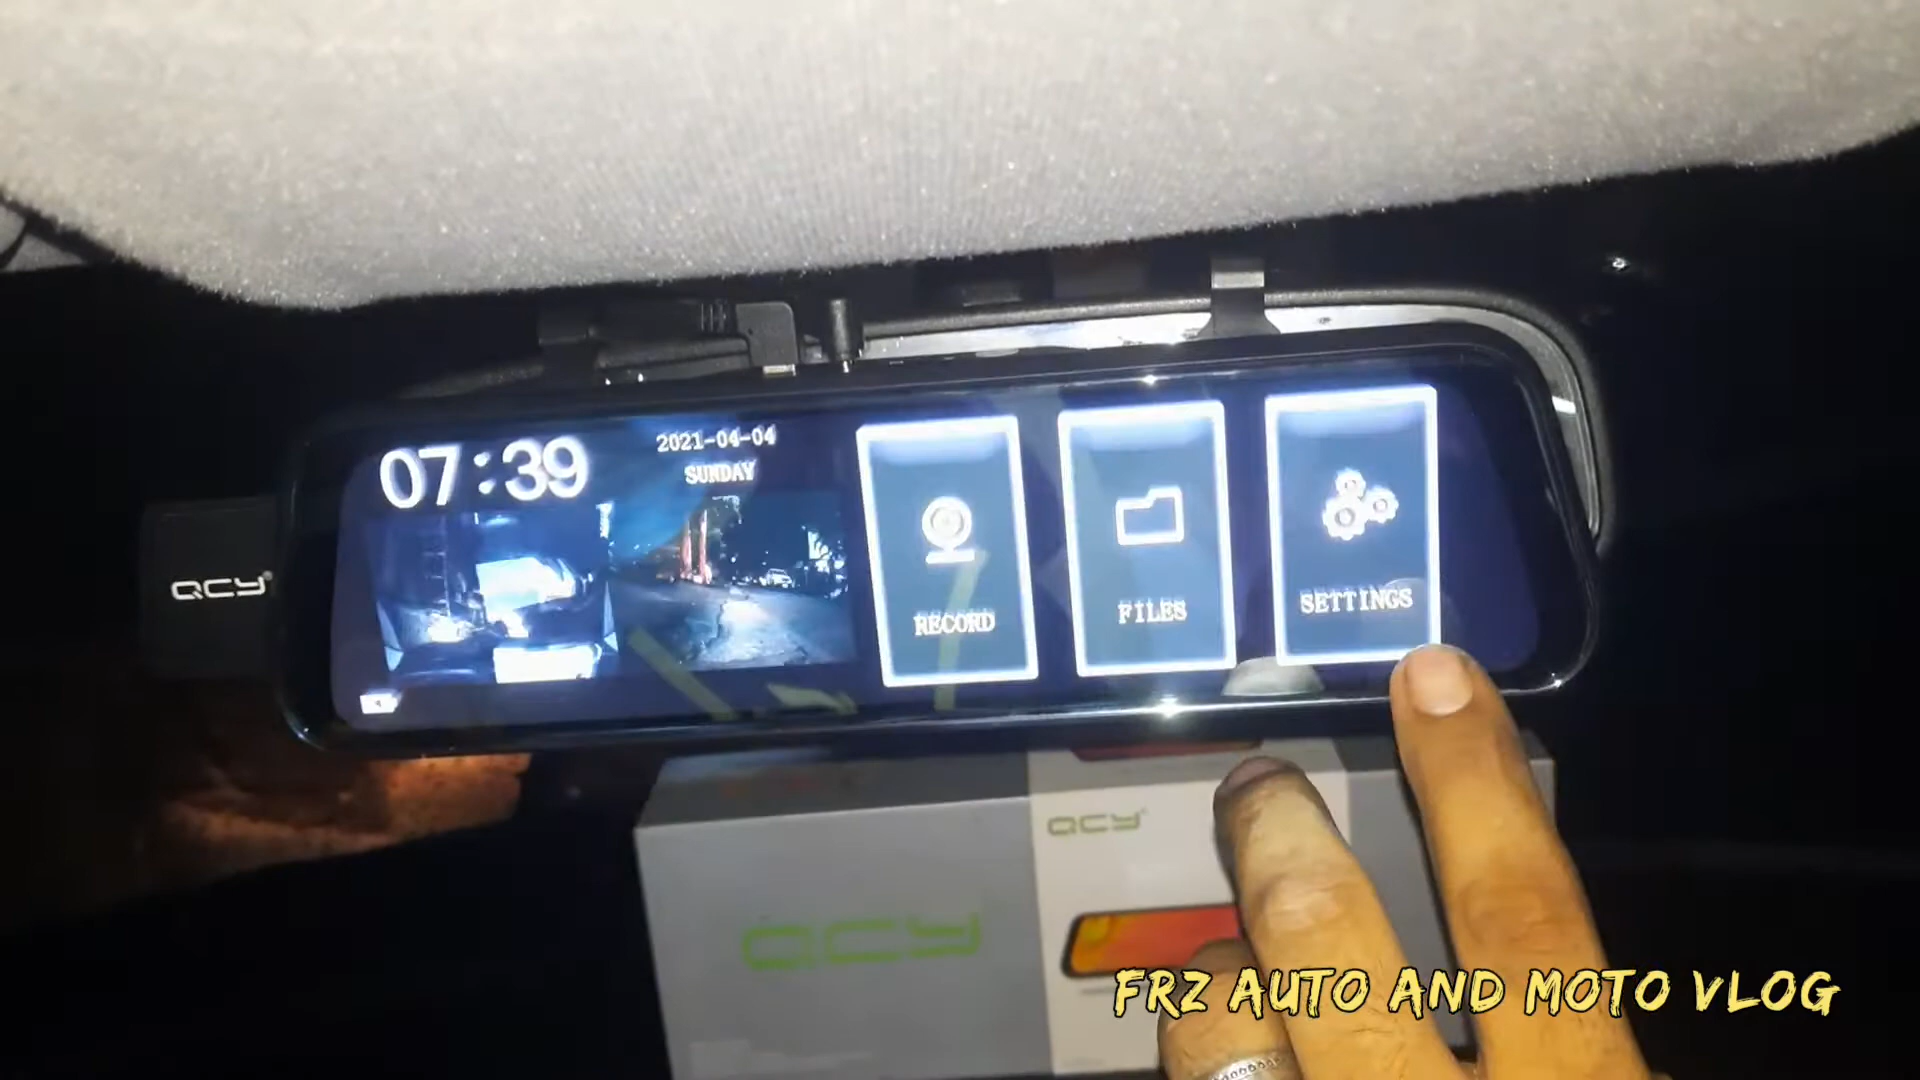 07:39
2021-04-04
SUNDAY
RECORD
FILES
SETTINGS
QCY
QCY
QCY
FRZ AUTO AND MOTO VLOG